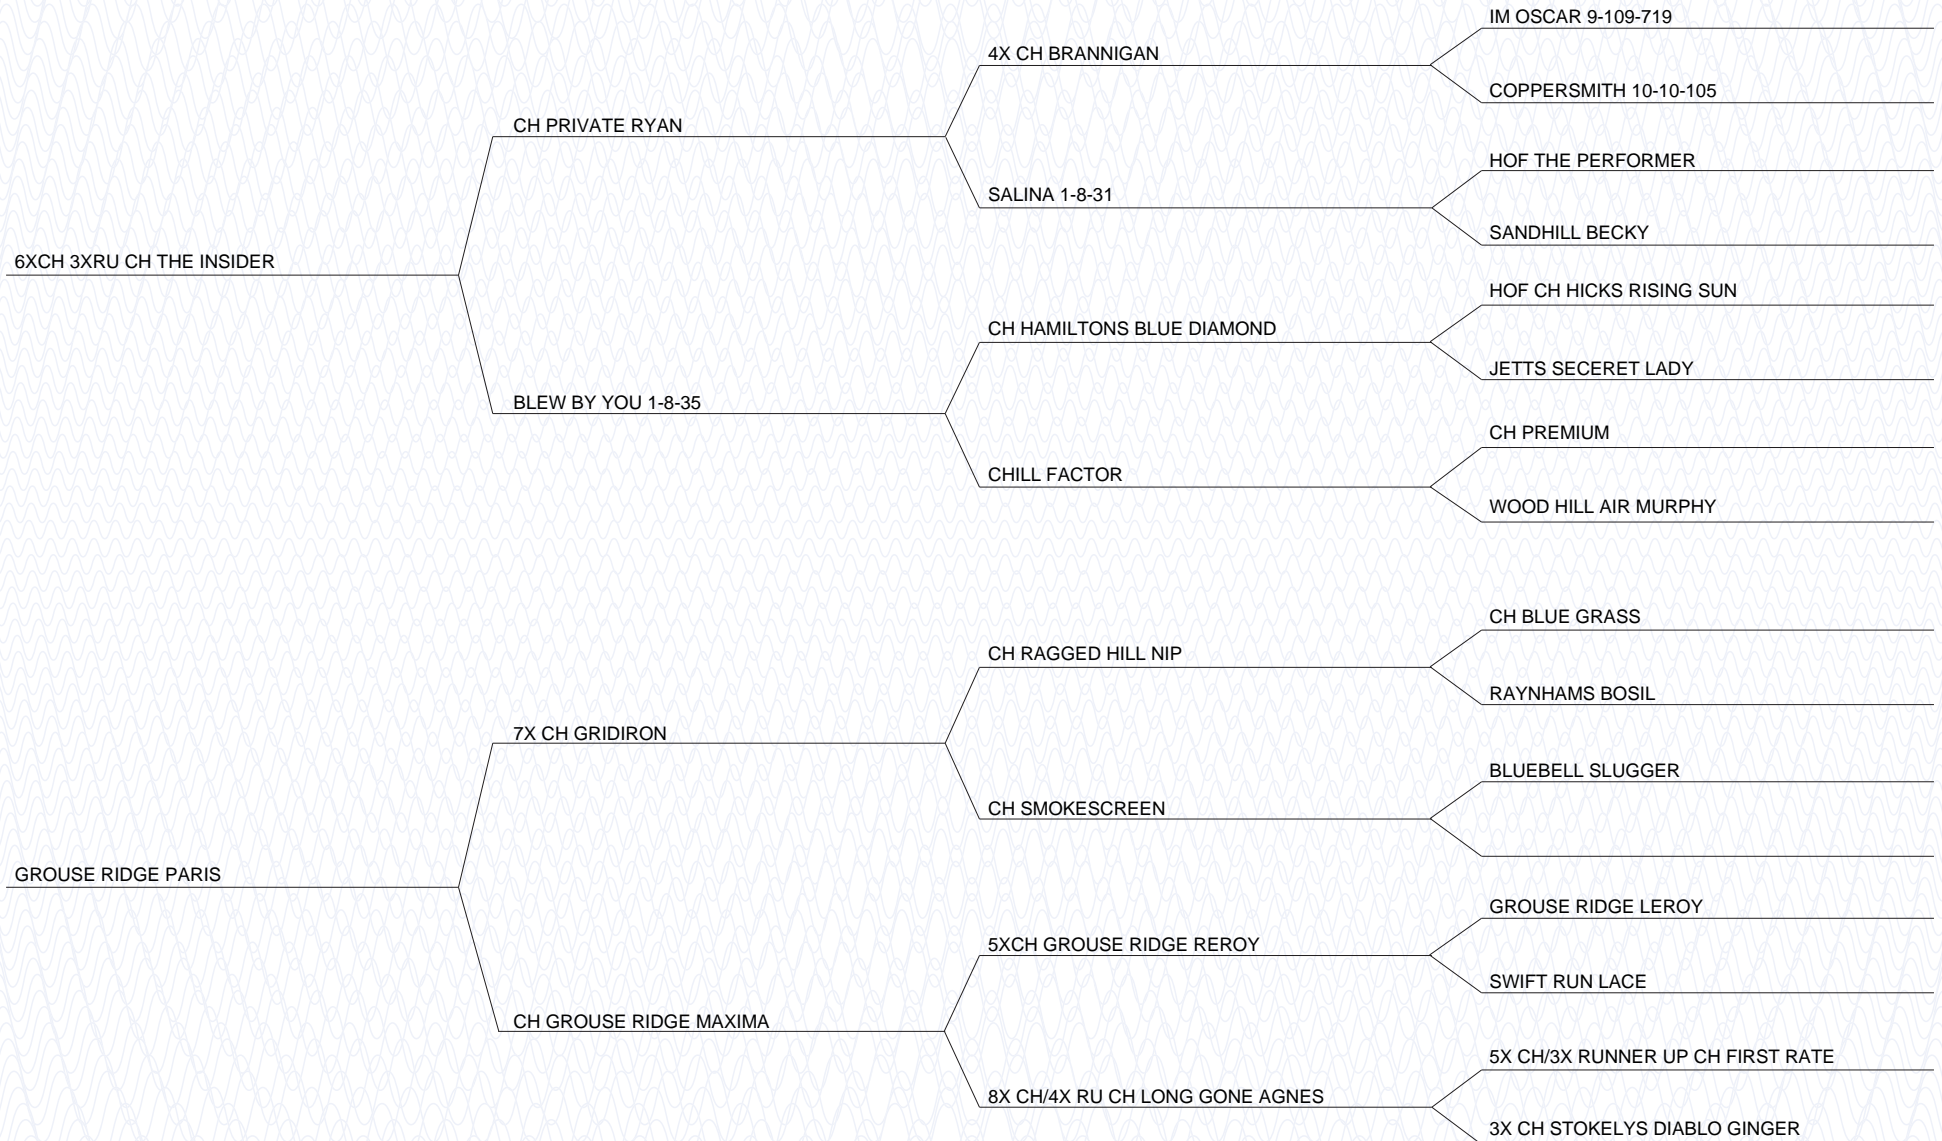 IM OSCAR 9-109-719
4X CH BRANNIGAN
COPPERSMITH 10-10-105
CH PRIVATE RYAN
HOF THE PERFORMER
SALINA 1-8-31
SANDHILL BECKY
6XCH 3XRU CH THE INSIDER
HOF CH HICKS RISING SUN
CH HAMILTONS BLUE DIAMOND
JETTS SECERET LADY
BLEW BY YOU 1-8-35
CH PREMIUM
CHILL FACTOR
WOOD HILL AIR MURPHY
CH BLUE GRASS
CH RAGGED HILL NIP
RAYNHAMS BOSIL
7X CH GRIDIRON
BLUEBELL SLUGGER
CH SMOKESCREEN
GROUSE RIDGE PARIS
GROUSE RIDGE LEROY
5XCH GROUSE RIDGE REROY
SWIFT RUN LACE
CH GROUSE RIDGE MAXIMA
5X CH/3X RUNNER UP CH FIRST RATE
8X CH/4X RU CH LONG GONE AGNES
3X CH STOKELYS DIABLO GINGER